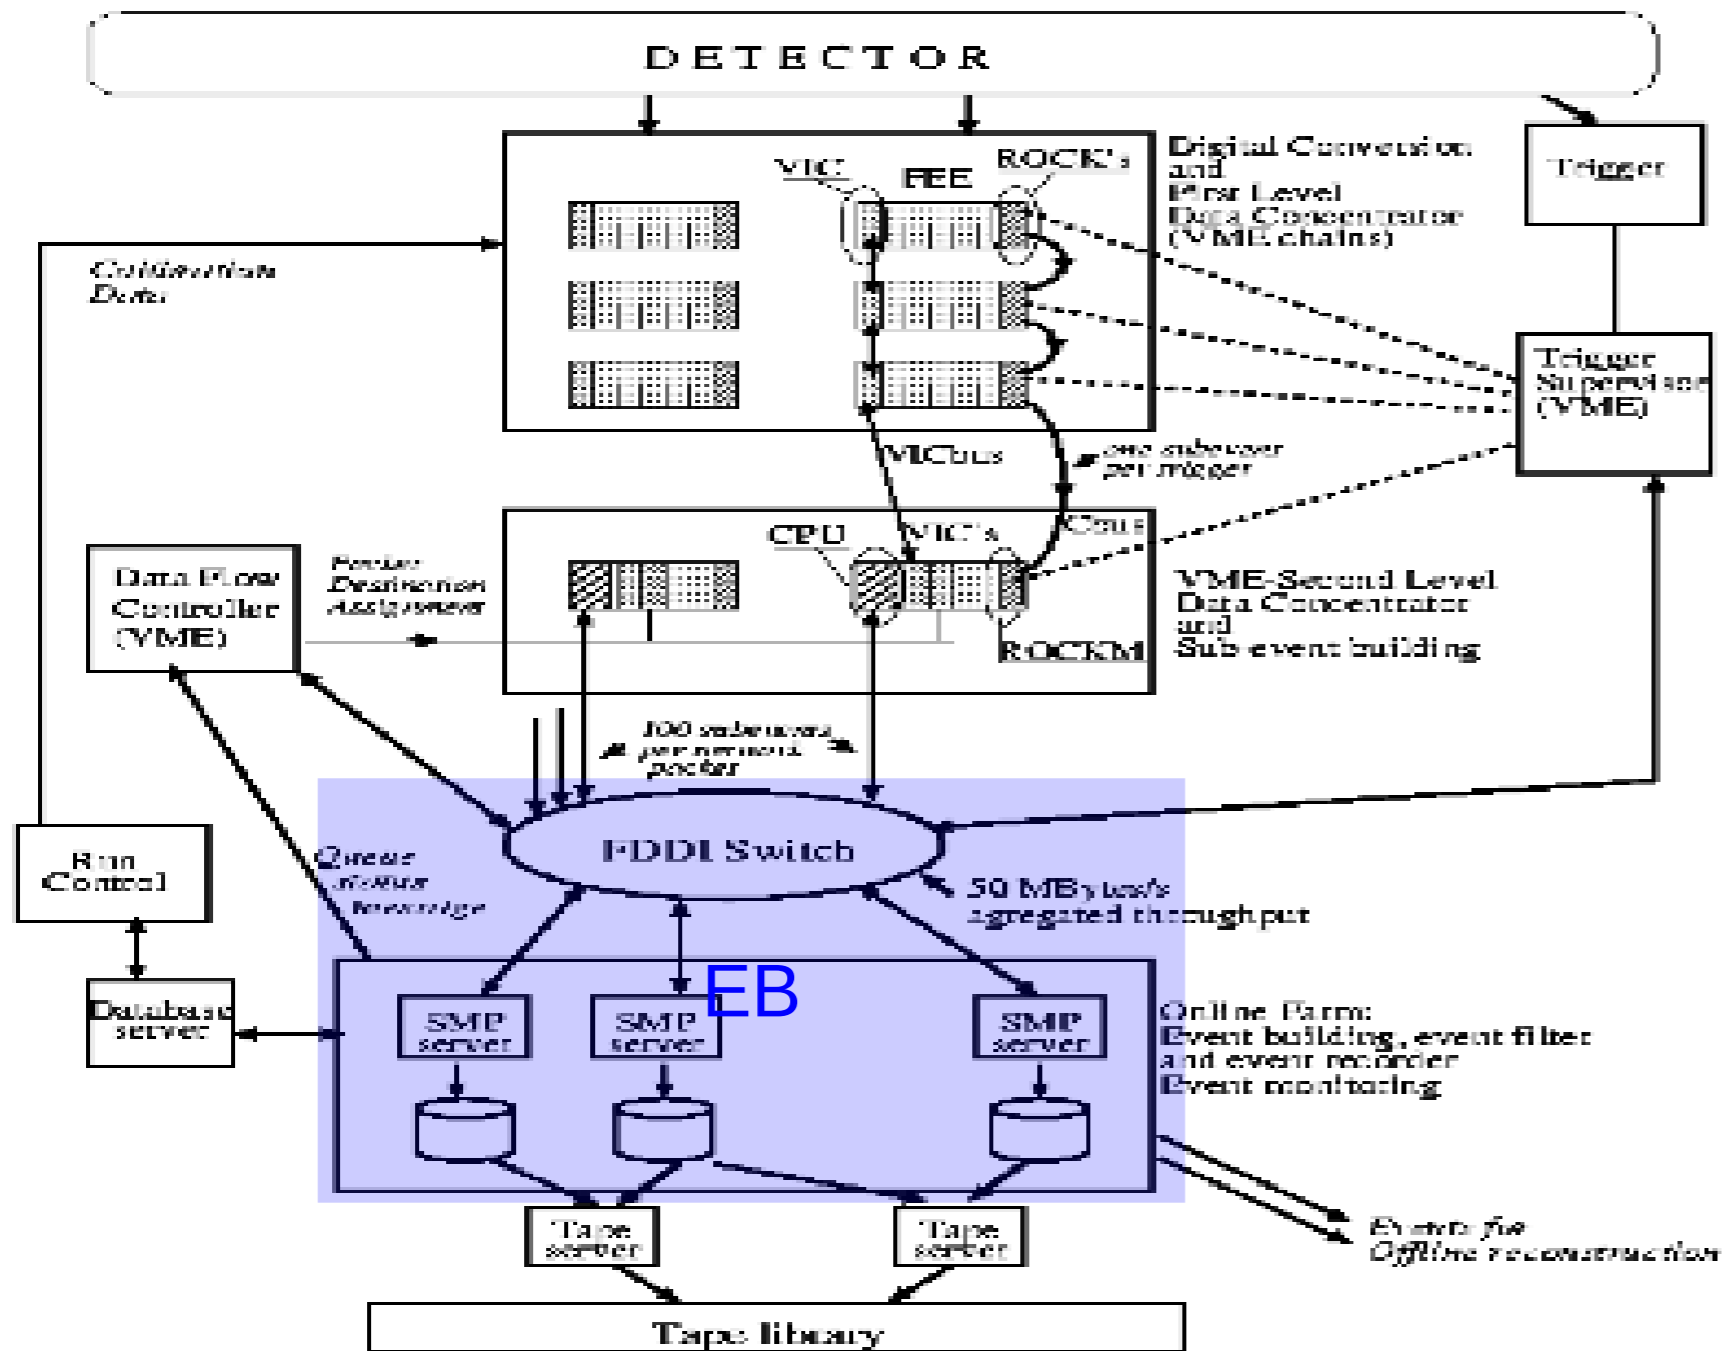 DETECTOR
VIC
FEE
ROCK's
Digital Conversion
and
First Level
Data Concentrator
(VME chains)
Trigger
Data
Trigger
Supervisor
(VME)
VICbus
one subevent
per trigger
CPU
VIC's
Cbus
ROCKM
Data Flow
Controller
(VME)
Packet
Destination
Assignment
VME-Second Level
Data Concentrator
and
Sub-event building
100 subevents
per network
packet
FDDI Switch
Run
Control
Queue
status
50 MBytes/s
agregated throughput
EB
Database
server
SMP
server
SMP
server
SMP
server
Online Farm:
Event building, event filter
and event recorder
Event monitoring
Tape
server
Tape
server
Events for
Offline reconstruction
Tape library